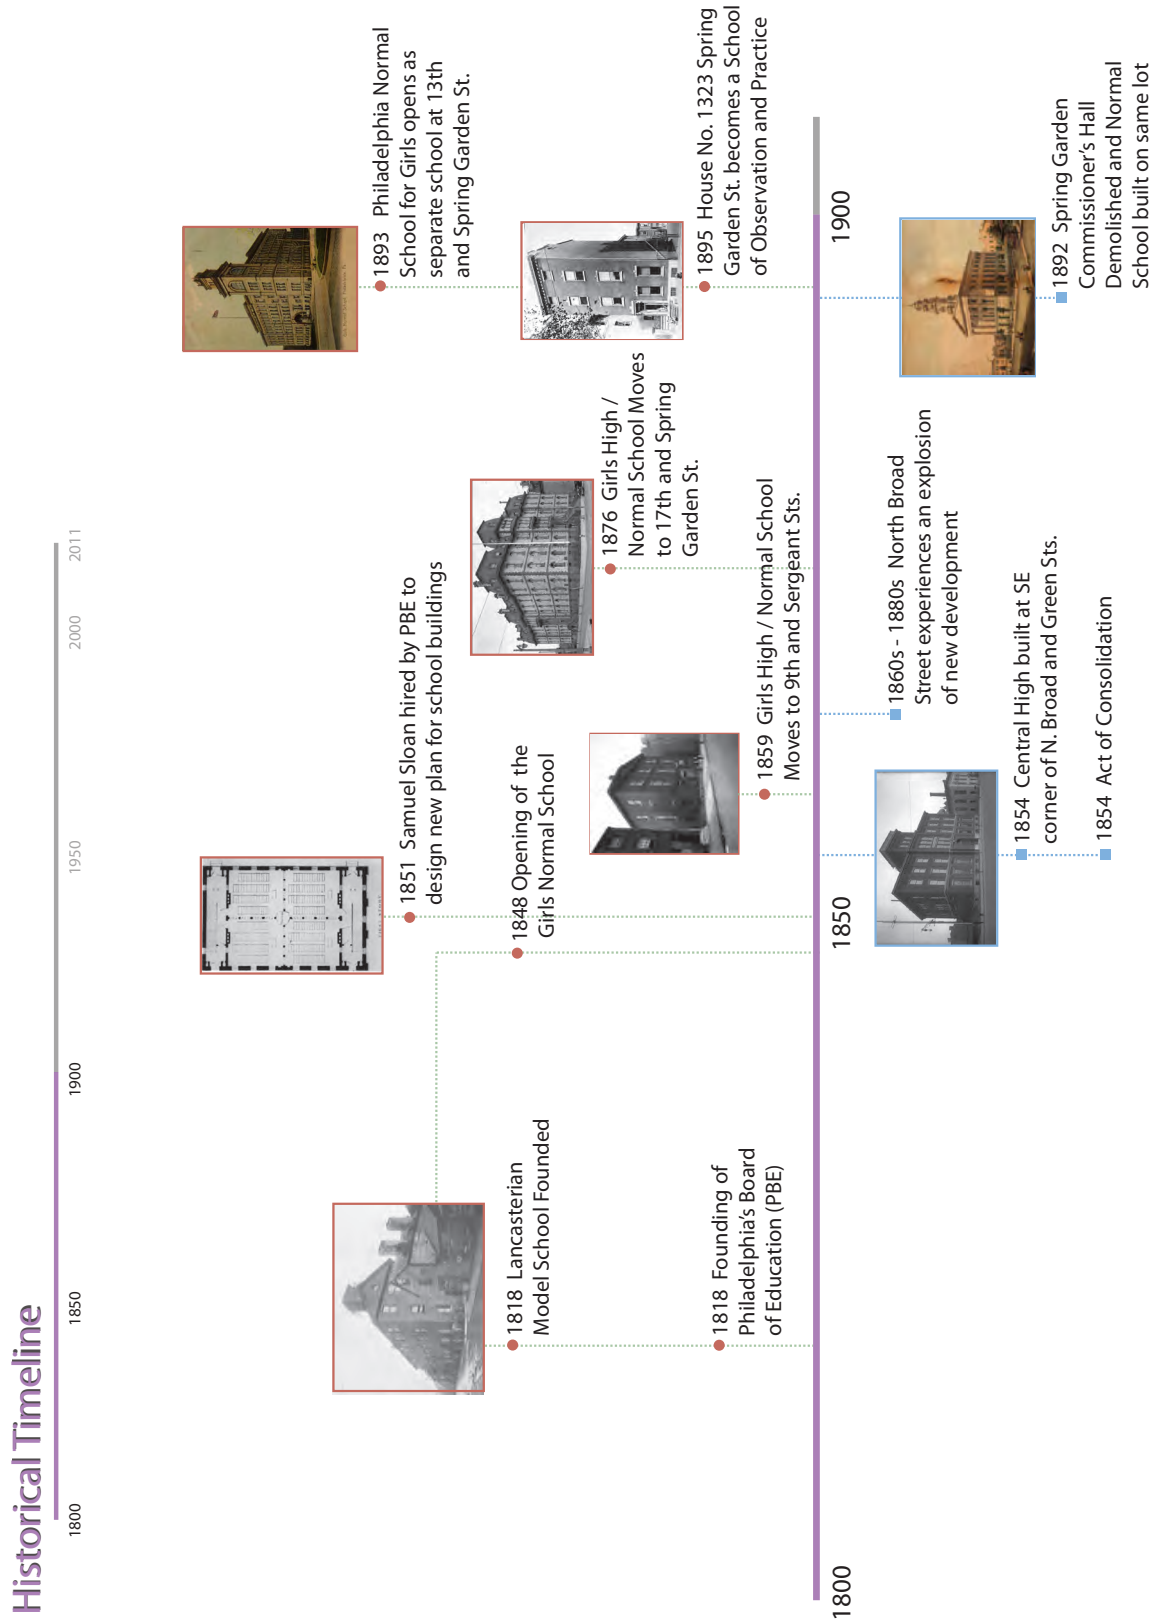 Historical Timeline
1800
1850
1900
1950
2000
2011
1818 Lancasterian
Model School Founded
1818 Founding of
Philadelphia's Board
of Education (PBE)
1851 Samuel Sloan hired by PBE to
design new plan for school buildings
1848 Opening of the
Girls Normal School
1859 Girls High / Normal School
Moves to 9th and Sergeant Sts.
1876 Girls High /
Normal School Moves
to 17th and Spring
Garden St.
1893 Philadelphia Normal
School for Girls opens as
separate school at 13th
and Spring Garden St.
1895 House No. 1323 Spring
Garden St. becomes a School
of Observation and Practice
1800
1850
1900
1854 Central High built at SE
corner of N. Broad and Green Sts.
1854 Act of Consolidation
1860s - 1880s North Broad
Street experiences an explosion
of new development
1892 Spring Garden
Commissioner's Hall
Demolished and Normal
School built on same lot